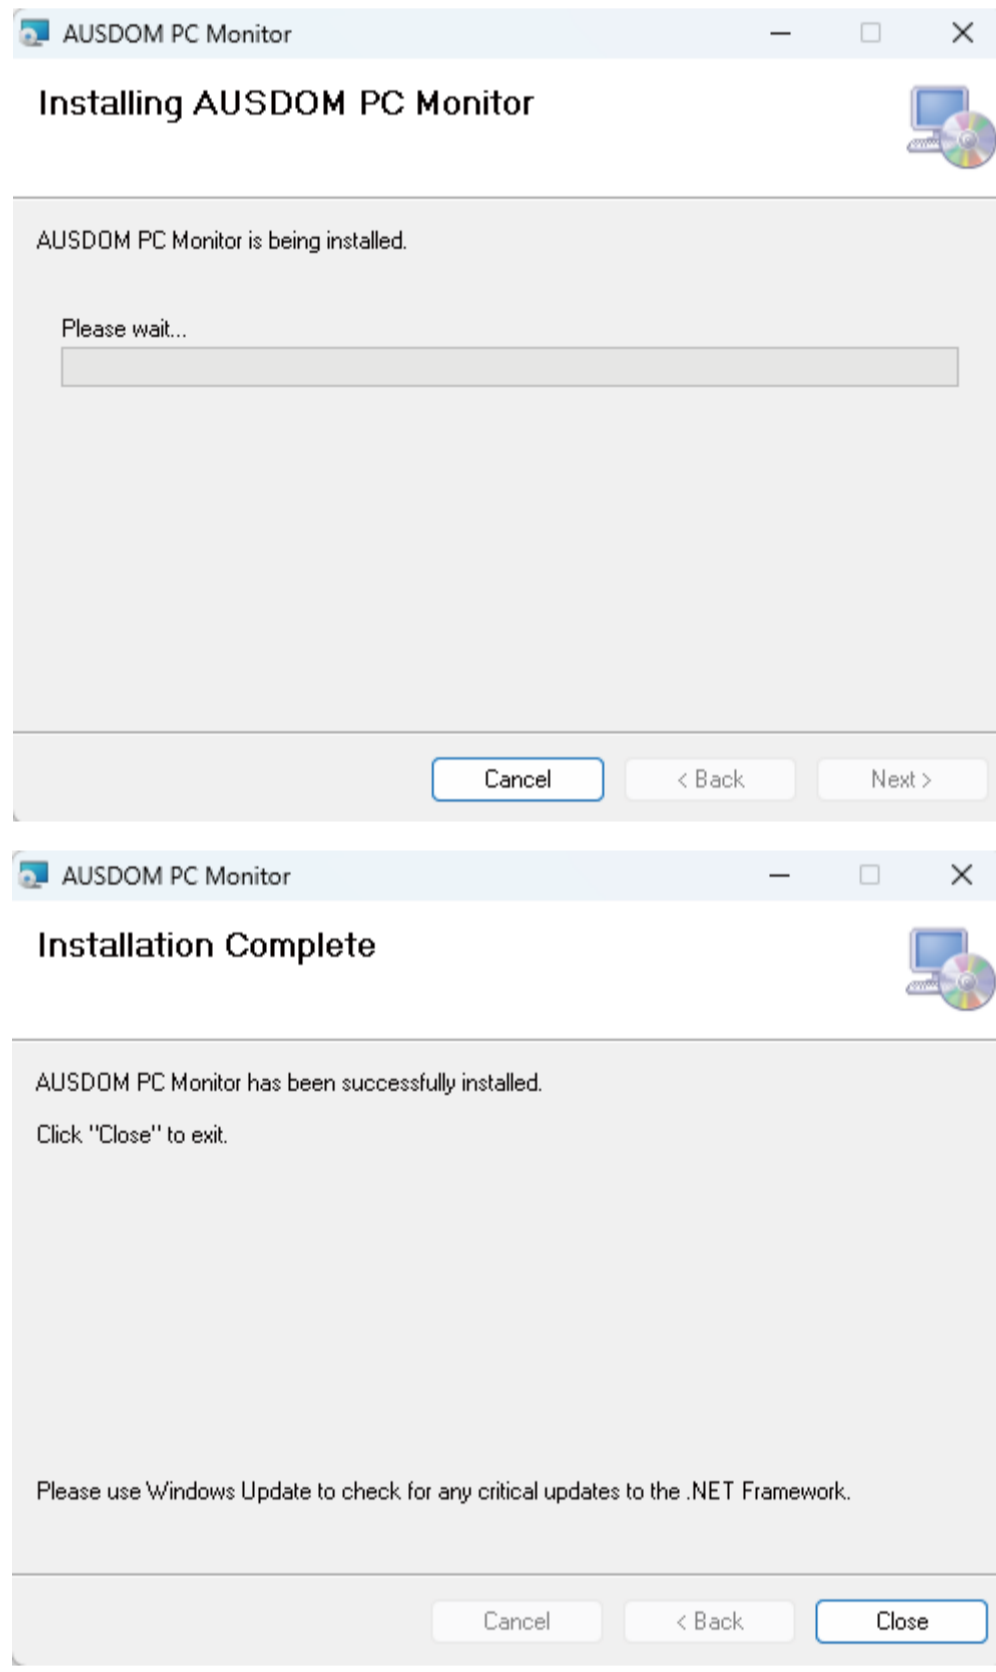 AUSDOM PC Monitor
Installing AUSDOM PC Monitor
AUSDOM PC Monitor is being installed.
Please wait...
Cancel
< Back
Next >
AUSDOM PC Monitor
Installation Complete
AUSDOM PC Monitor has been successfully installed.
Click "Close" to exit.
Please use Windows Update to check for any critical updates to the .NET Framework.
Cancel
< Back
Close